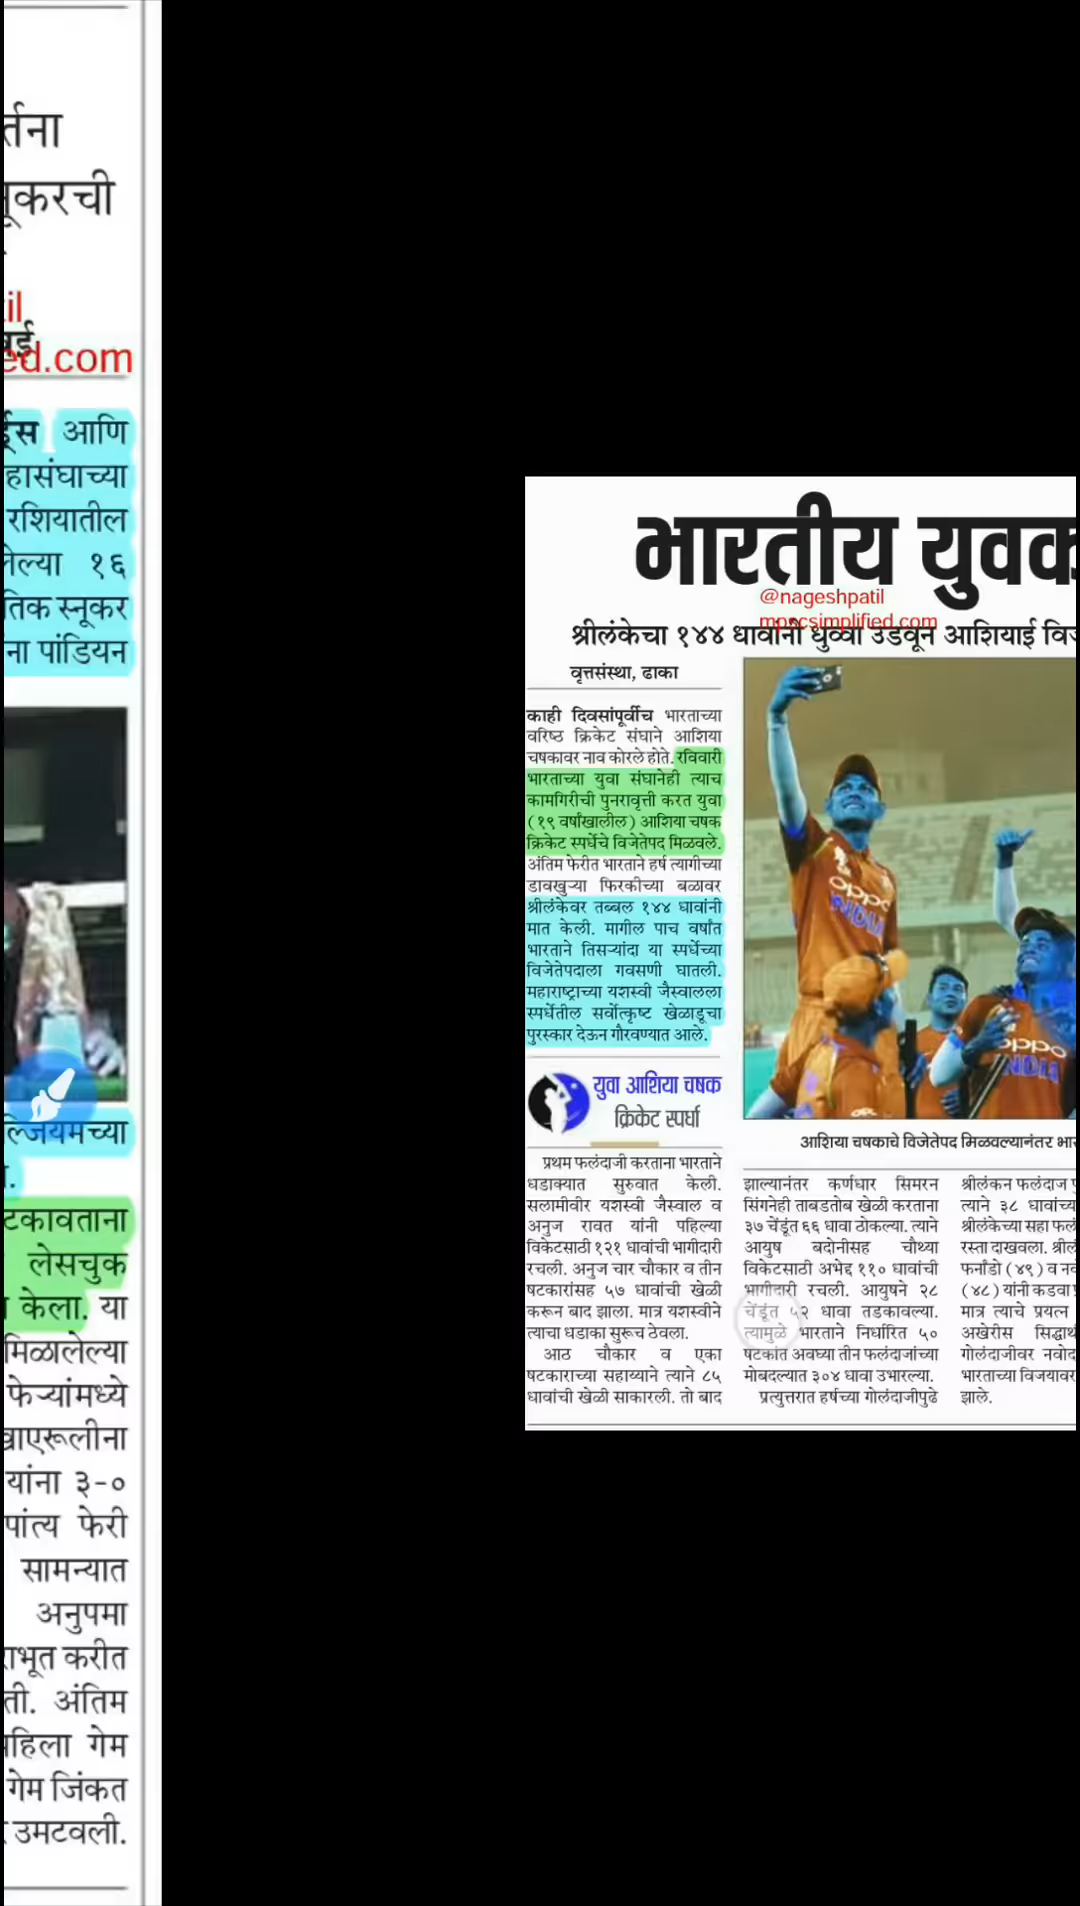 र्तना
नूकरची
il
बई
ed.com
ईस आणि
हासंघाच्या
रशियातील
लेल्या १६
तिक स्नूकर
ना पांडियन
ल्जियमच्या
टकावताना
लेसचुक
केला. या
मिळालेल्या
फेऱ्यांमध्ये
यांना ३-०
पांत्य फेरी
सामन्यात
अनुपमा
राभूत करीत
ती. अंतिम
पहिला गेम
गेम जिंकत
उमटवली.
भारतीय युवक
@nageshpatil
mpscsimplified.com
श्रीलंकेचा १४४ धावांनी धुव्वा उडवून आशियाई विज
वृत्तसंस्था, ढाका
काही दिवसांपूर्वीच भारताच्या
वरिष्ठ क्रिकेट संघाने आशिया
चषकावर नाव कोरले होते. रविवारी
भारताच्या युवा संघानेही त्याच
कामगिरीची पुनरावृत्ती करत युवा
(१९ वर्षांखालील) आशिया चषक
क्रिकेट स्पर्धेचे विजेतेपद मिळवले.
अंतिम फेरीत भारताने हर्ष त्यागीच्या
डावखुऱ्या फिरकीच्या बळावर
श्रीलंकेवर तब्बल १४४ धावांनी
मात केली. मागील पाच वर्षांत
भारताने तिसऱ्यांदा या स्पर्धेच्या
विजेतेपदाला गवसणी घातली.
महाराष्ट्राच्या यशस्वी जैस्वालला
स्पर्धेतील सर्वोत्कृष्ट खेळाडूचा
पुरस्कार देऊन गौरवण्यात आले.
युवा आशिया चषक
क्रिकेट स्पर्धा
प्रथम फलंदाजी करताना भारताने
धडाक्यात सुरुवात केली.
सलामीवीर यशस्वी जैस्वाल व
अनुज रावत यांनी पहिल्या
विकेटसाठी १२१ धावांची भागीदारी
रचली. अनुज चार चौकार व तीन
षटकारांसह ५७ धावांची खेळी
करून बाद झाला. मात्र यशस्वीने
त्याचा धडाका सुरूच ठेवला.
आठ चौकार व एका
षटकाराच्या सहाय्याने त्याने ८५
धावांची खेळी साकारली. तो बाद
oppo
INDIA
oppo
INDIA
आशिया चषकाचे विजेतेपद मिळवल्यानंतर भार
झाल्यानंतर कर्णधार सिमरन
सिंगनेही ताबडतोब खेळी करताना
३७ चेंडूंत ६६ धावा ठोकल्या. त्याने
आयुष बदोनीसह चौथ्या
विकेटसाठी अभेद्य ११० धावांची
भागीदारी रचली. आयुषने २८
चेंडूंत ५२ धावा तडकावल्या.
त्यामुळे भारताने निर्धारित ५०
षटकांत अवघ्या तीन फलंदाजांच्या
मोबदल्यात ३०४ धावा उभारल्या.
प्रत्युत्तरात हर्षच्या गोलंदाजीपुढे
श्रीलंकन फलंदाज
त्याने ३८ धावांच्य
श्रीलंकेच्या सहा फल
रस्ता दाखवला. श्रील
फर्नांडो (४९) व नव
(४८) यांनी कडवा
मात्र त्याचे प्रयत्न
अखेरीस सिद्धार्थ
गोलंदाजीवर नवोद
भारताच्या विजयावर
झाले.